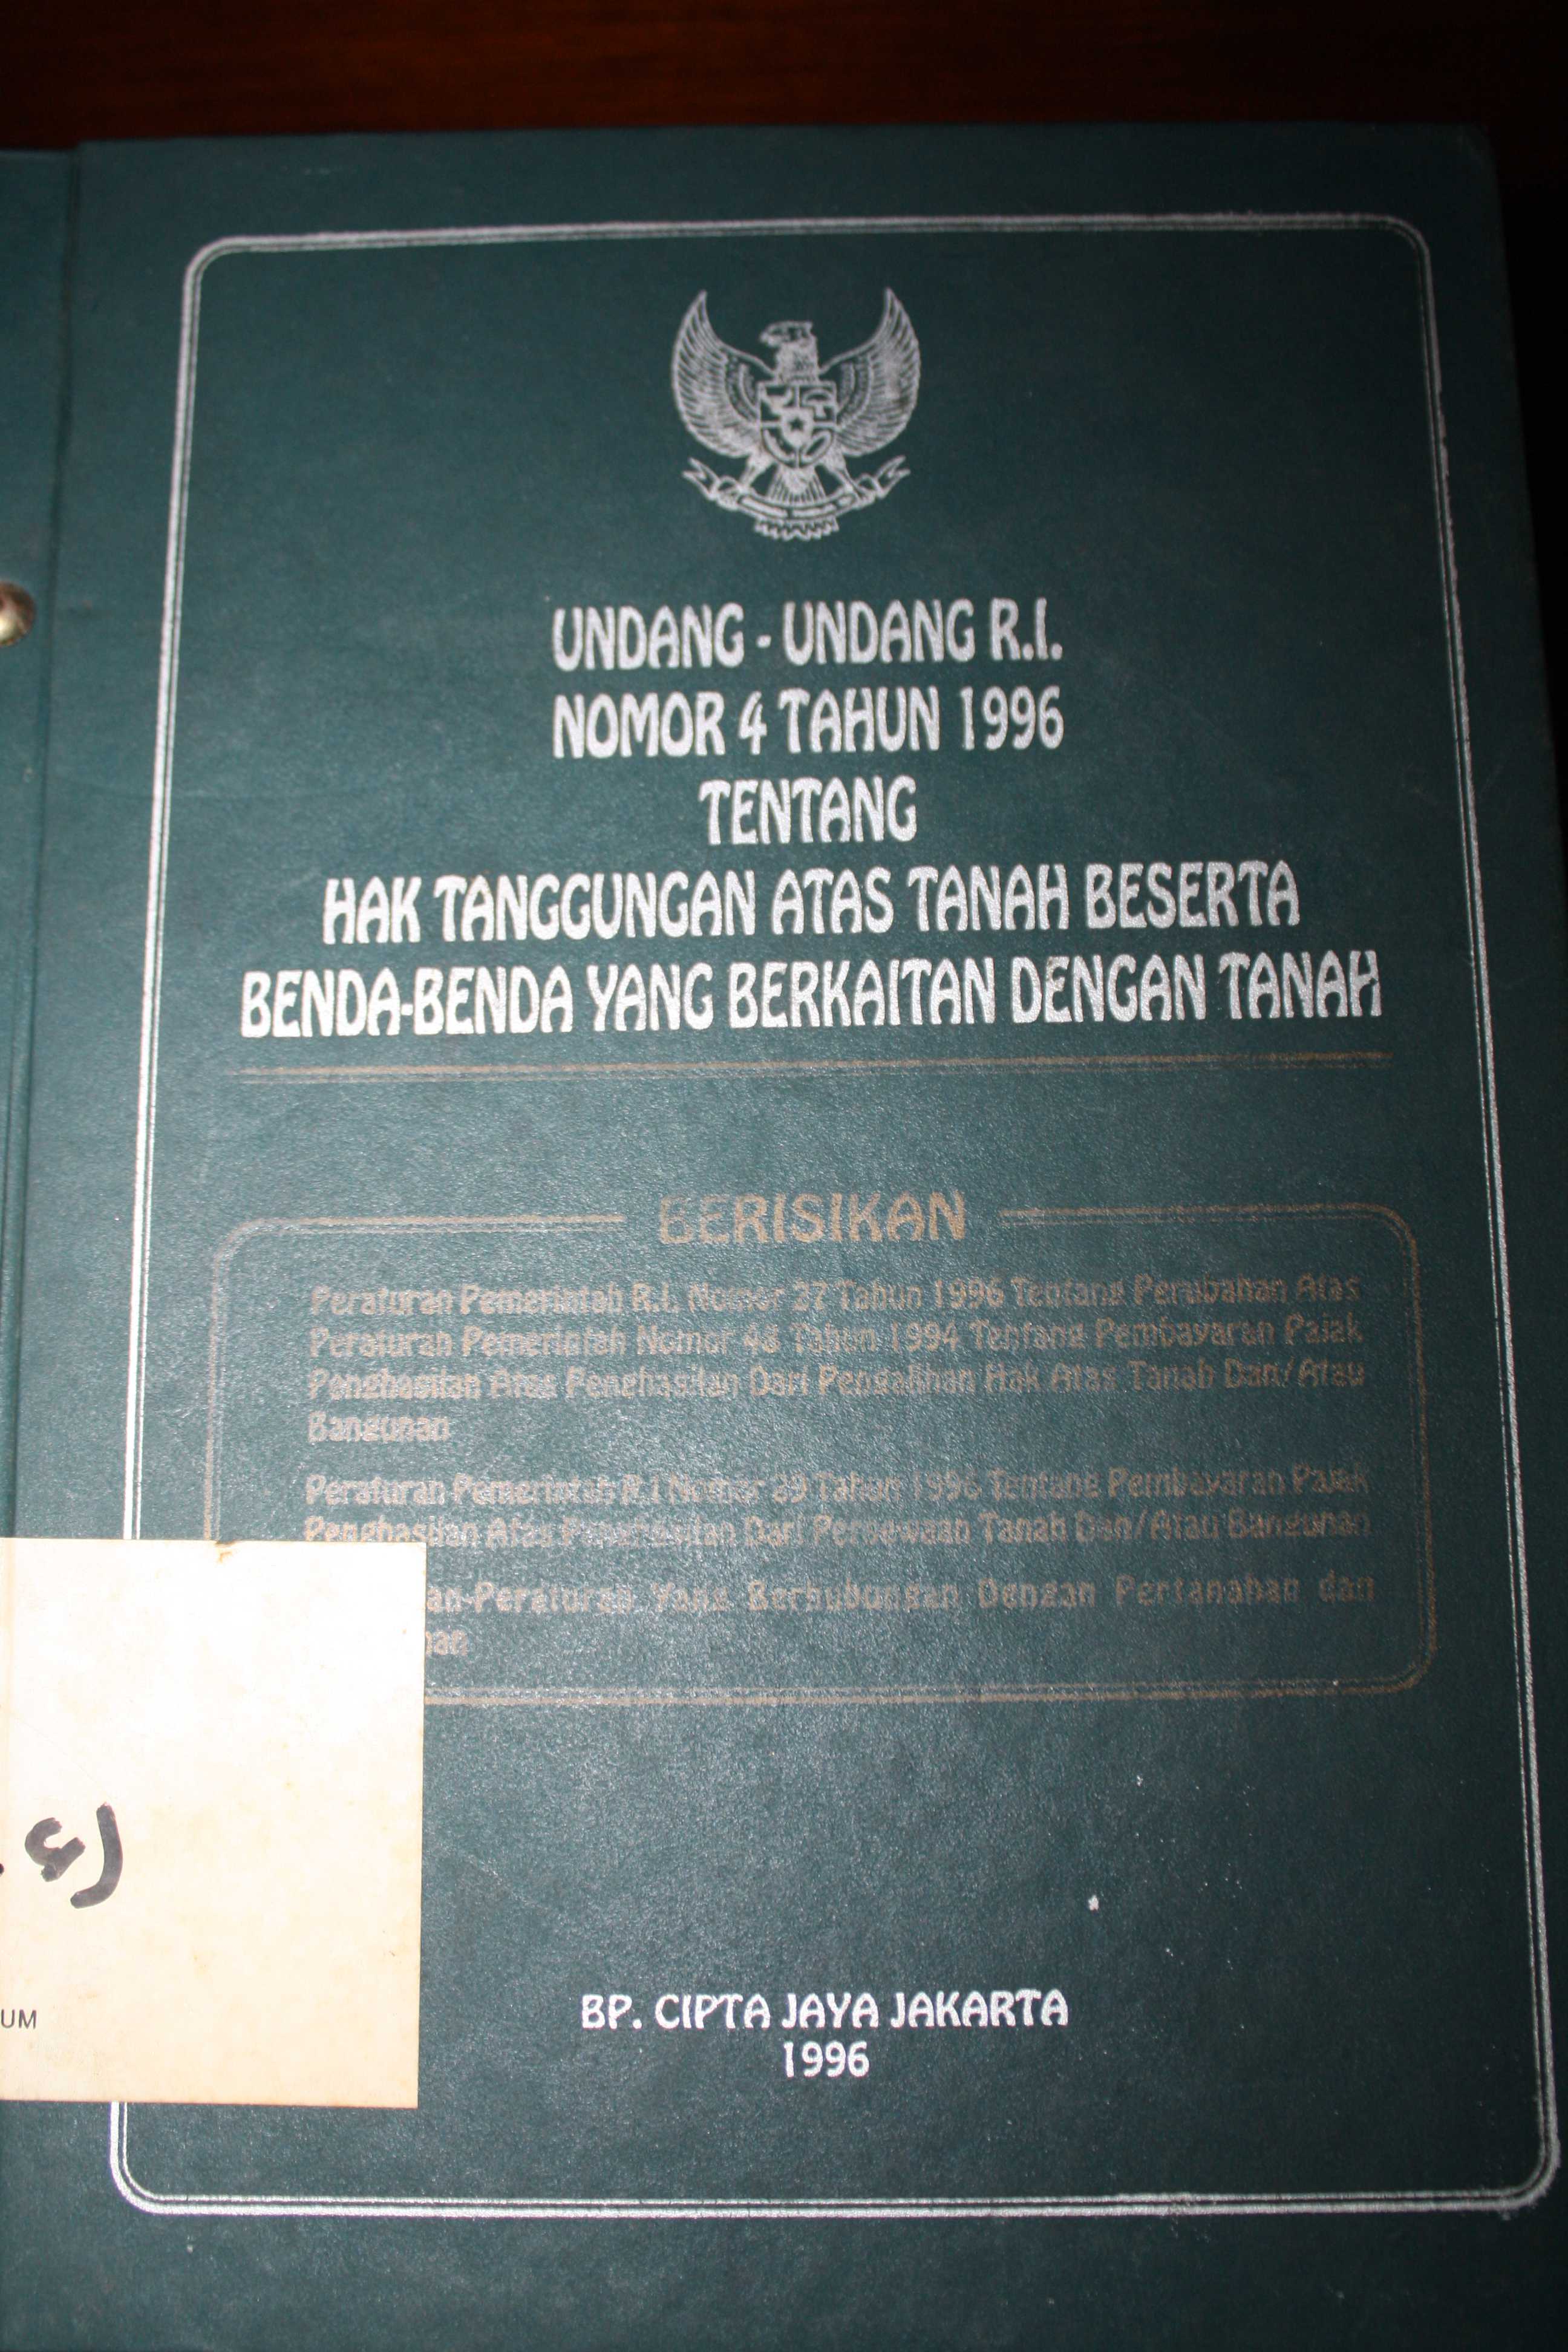 UNDANG - UNDANG R.I.
NOMOR 4 TAHUN 1996
TENTANG
HAK TANGGUNGAN ATAS TANAH BESERTA
BENDA-BENDA YANG BERKAITAN DENGAN TANAH
BERISIKAN
Peraturan Pemerintah R.I. Nomor 27 Tahun 1996 Tentang Perubahan Atas
Peraturan Pemerintah Nomor 48 Tahun 1994 Tentang Pembayaran Pajak
Penghasilan Atas Penghasilan Dari Pengalihan Hak Atas Tanah Dan/Atau
Bangunan
Peraturan Pemerintah R.I Nomor 29 Tahun 1996 Tentang Pembayaran Pajak
Penghasilan Atas Penghasilan Dari Persewaan Tanah Dan/Atau Bangunan
an-Peraturan Yang Berhubungan Dengan Pertanahan dan
nan
UM
BP. CIPTA JAYA JAKARTA
1996